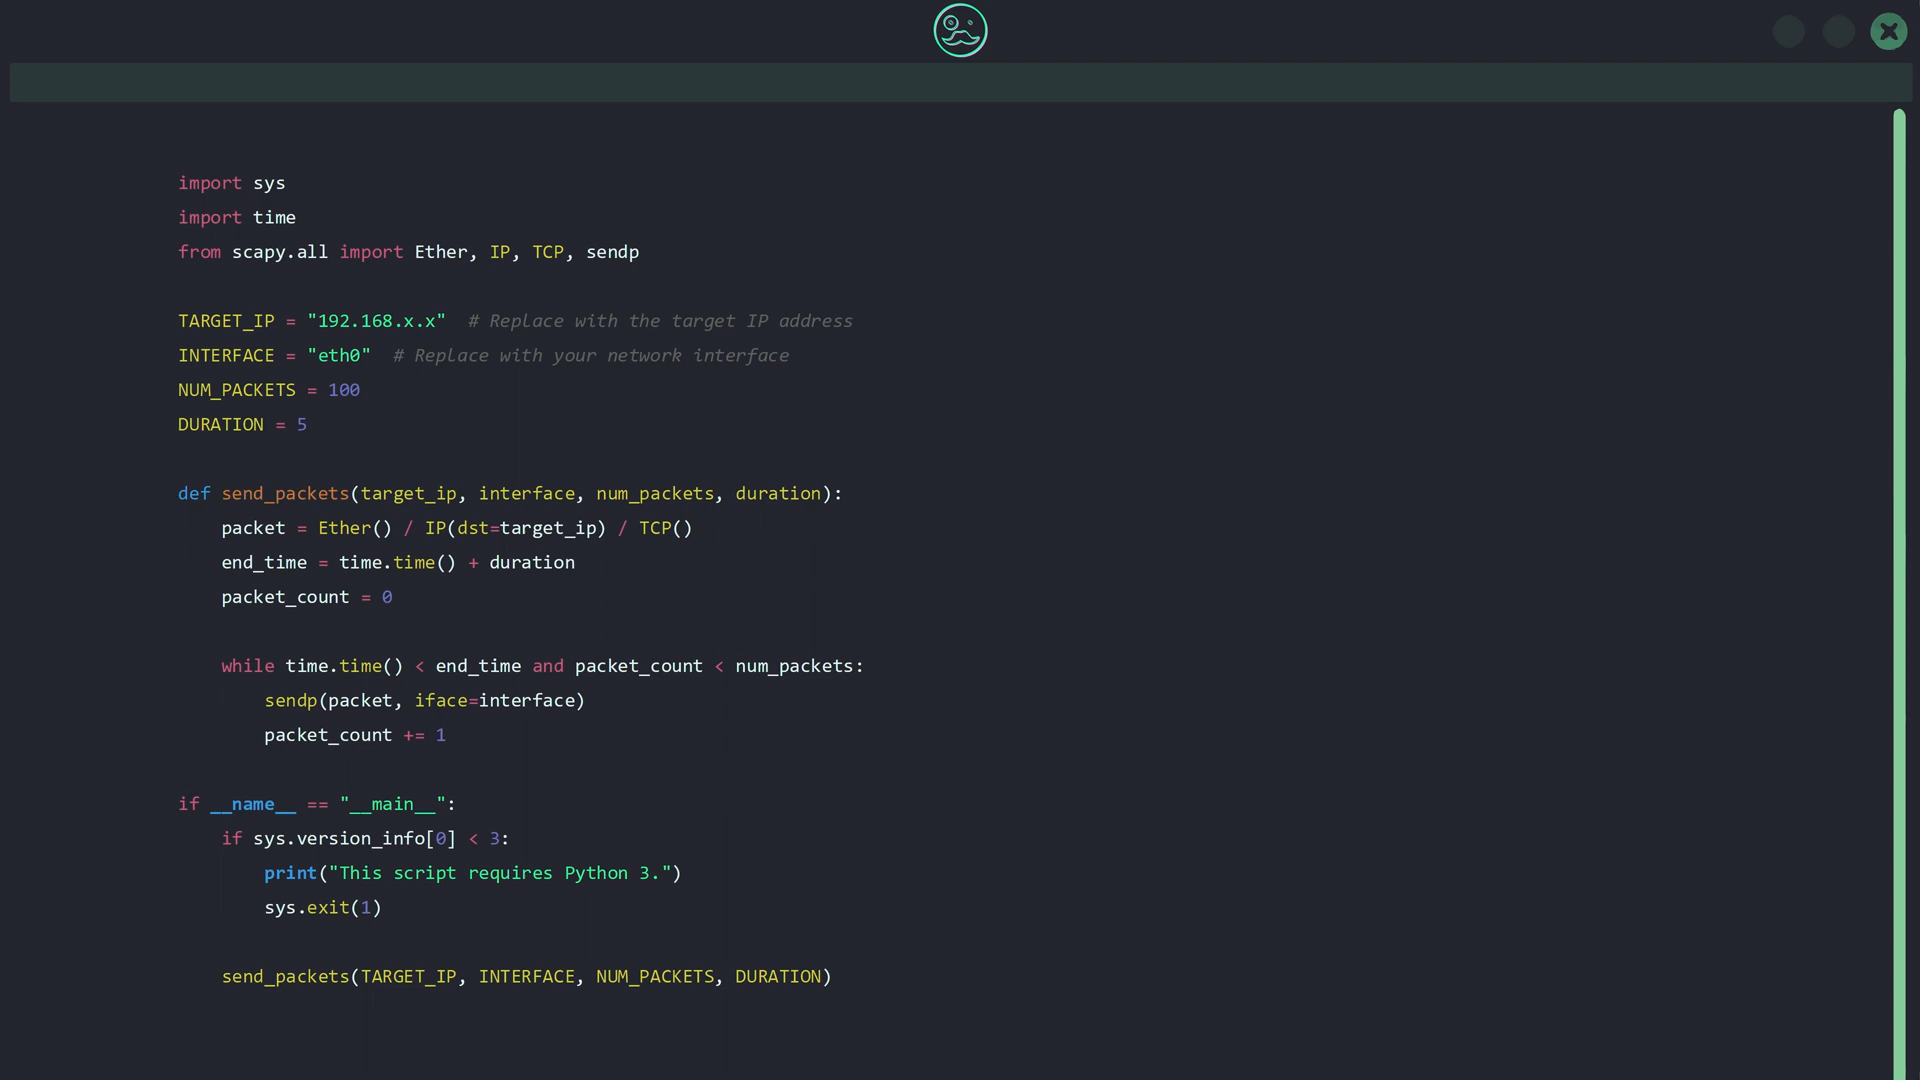 import sys
import time
from scapy.all import Ether, IP, TCP, sendp
TARGET_IP = "192.168.x.x"  # Replace with the target IP address
INTERFACE = "eth0"  # Replace with your network interface
NUM_PACKETS = 100
DURATION = 5
def send_packets(target_ip, interface, num_packets, duration):
    packet = Ether() / IP(dst=target_ip) / TCP()
    end_time = time.time() + duration
    packet_count = 0
    while time.time() < end_time and packet_count < num_packets:
        sendp(packet, iface=interface)
        packet_count += 1
if __name__ == "__main__":
    if sys.version_info[0] < 3:
        print("This script requires Python 3.")
        sys.exit(1)
    send_packets(TARGET_IP, INTERFACE, NUM_PACKETS, DURATION)